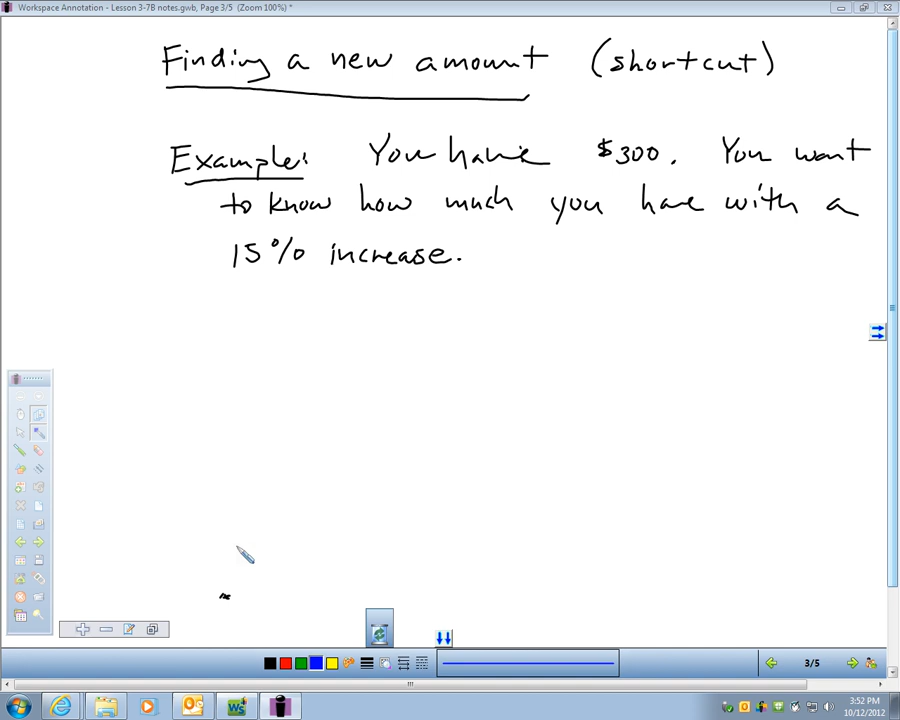 Workspace Annotation - Lesson 3-7B notes.gwb, Page 3/5 (Zoom 100%) *
Finding a new amount (shortcut)
Example: You have $300. You want
to know how much you have with a
15% increase.
3/5
3:52 PM
10/12/2012